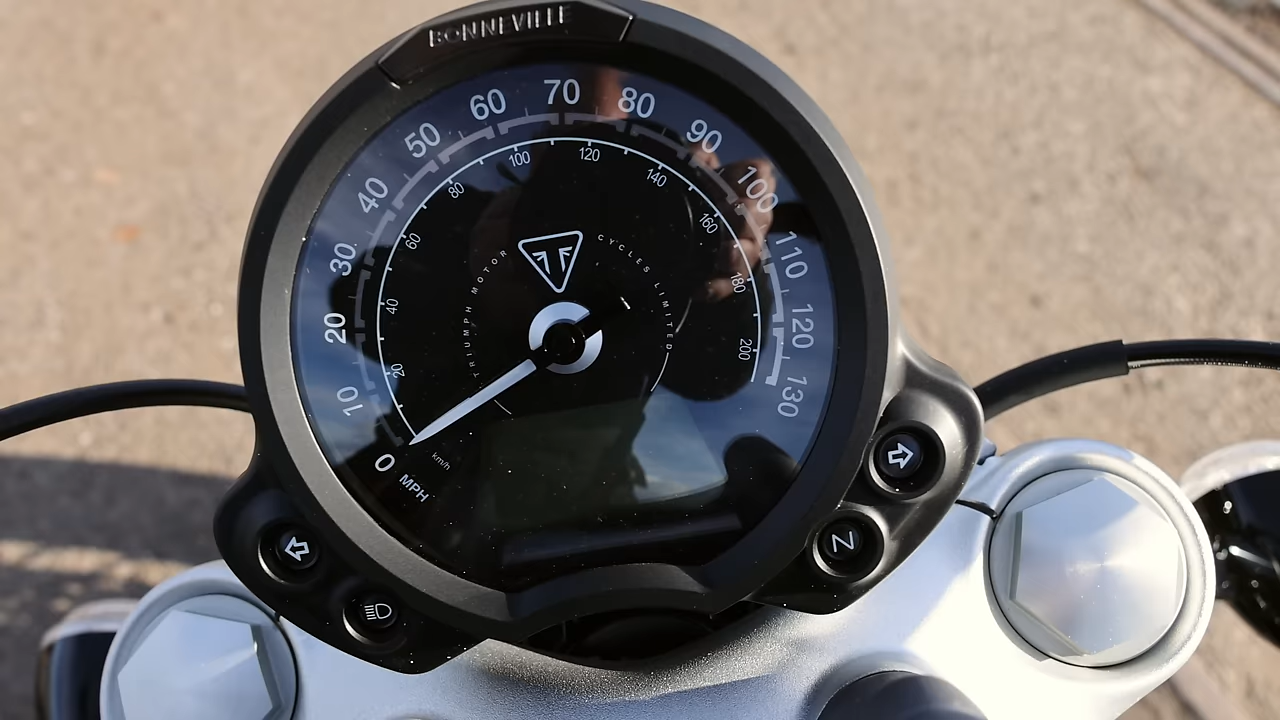 BONNEVILLE
0 10 20 30 40 50 60 70 80 90 100 110 120 130
MPH
20 40 60 80 100 120 140 160 180 200
km/h
TRIUMPH MOTOR CYCLES LIMITED
N